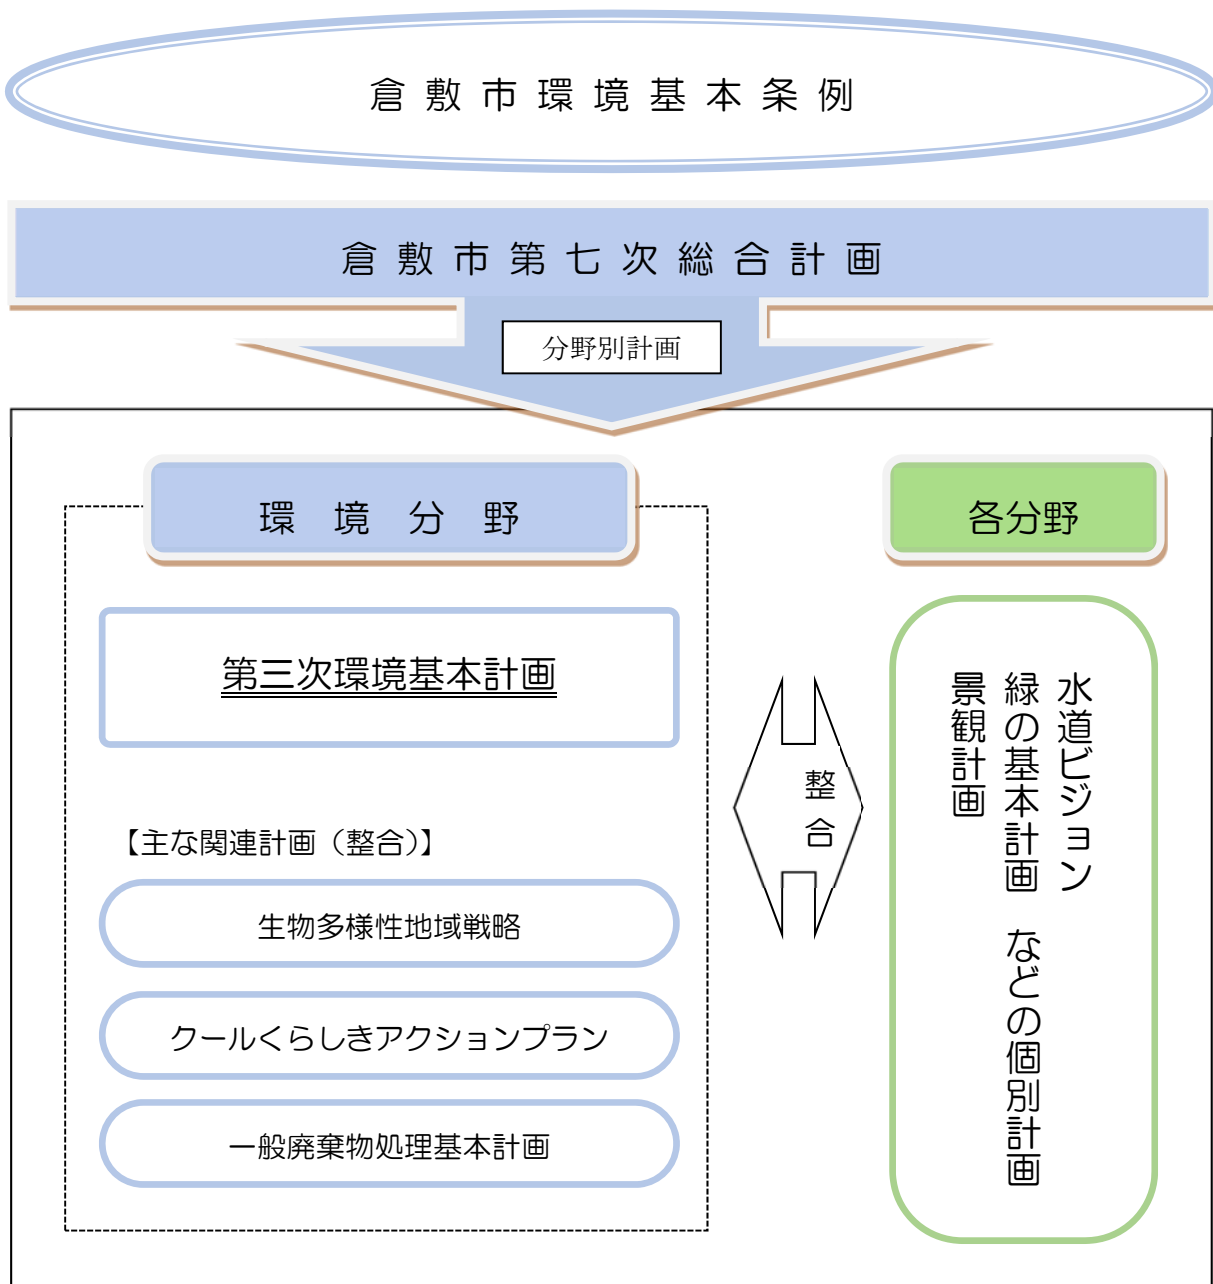 倉敷市環境基本条例
倉敷市第七次総合計画
分野別計画
環境分野
第三次環境基本計画
【主な関連計画（整合）】
生物多様性地域戦略
クールくらしきアクションプラン
一般廃棄物処理基本計画
整合
各分野
水道ビジョン
緑の基本計画 などの個別計画
景観計画